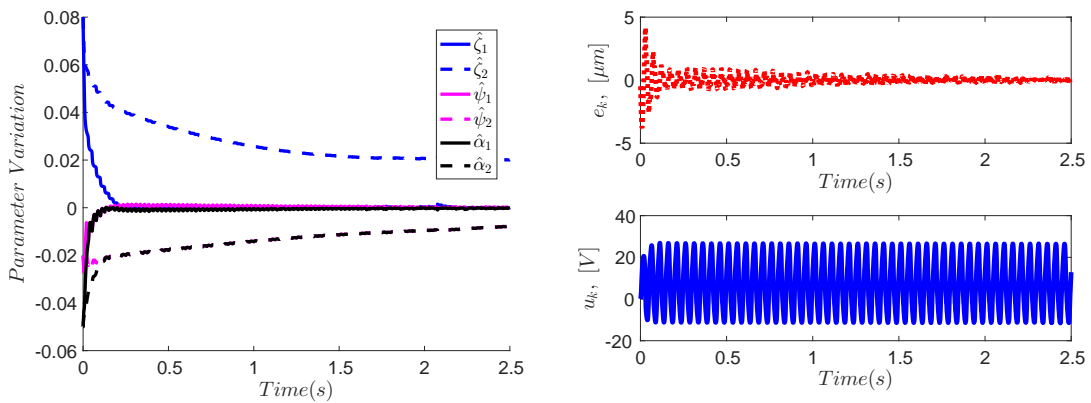 0.08
0.06
0.04
0.02
0
-0.02
-0.04
-0.06
Parameter Variation
0 0.5 1 1.5 2 2.5
Time(s)
ζ̂₁
ζ̂₂
ψ̂₁
ψ̂₂
α̂₁
α̂₂
5
0
-5
eₖ, [μm]
0 0.5 1 1.5 2 2.5
Time(s)
40
20
0
-20
uₖ, [V]
0 0.5 1 1.5 2 2.5
Time(s)